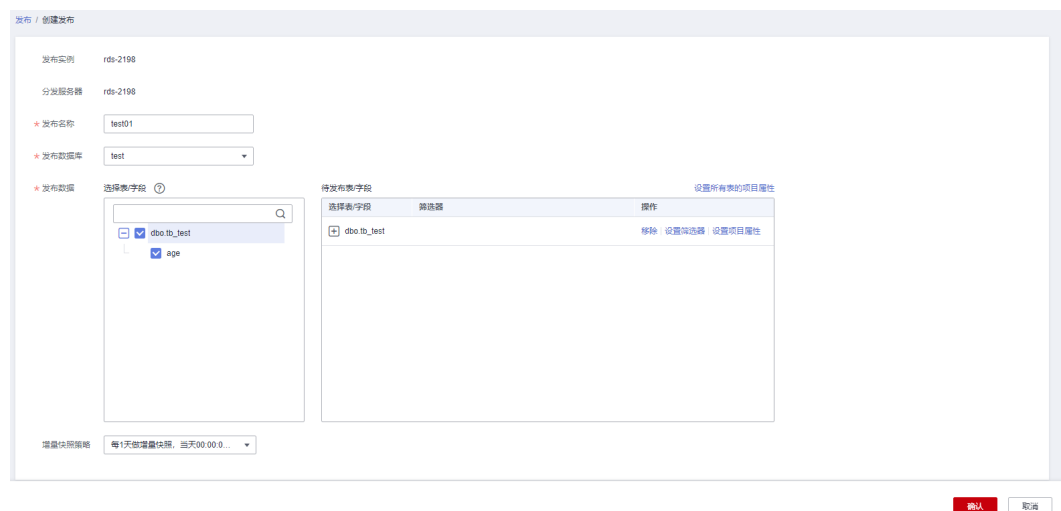 发布 / 创建发布
发布实例 rds-2198
分发服务器 rds-2198
* 发布名称 test01
* 发布数据库 test
* 发布数据 选择表/字段 ? 待发布表/字段 设置所有表的项目属性
选择表/字段 筛选器 操作
dbo.tb_test
age
dbo.tb_test 移除 设置筛选器 设置项目属性
增量快照策略 每1天做增量快照，当天00:00:0...
确认 取消